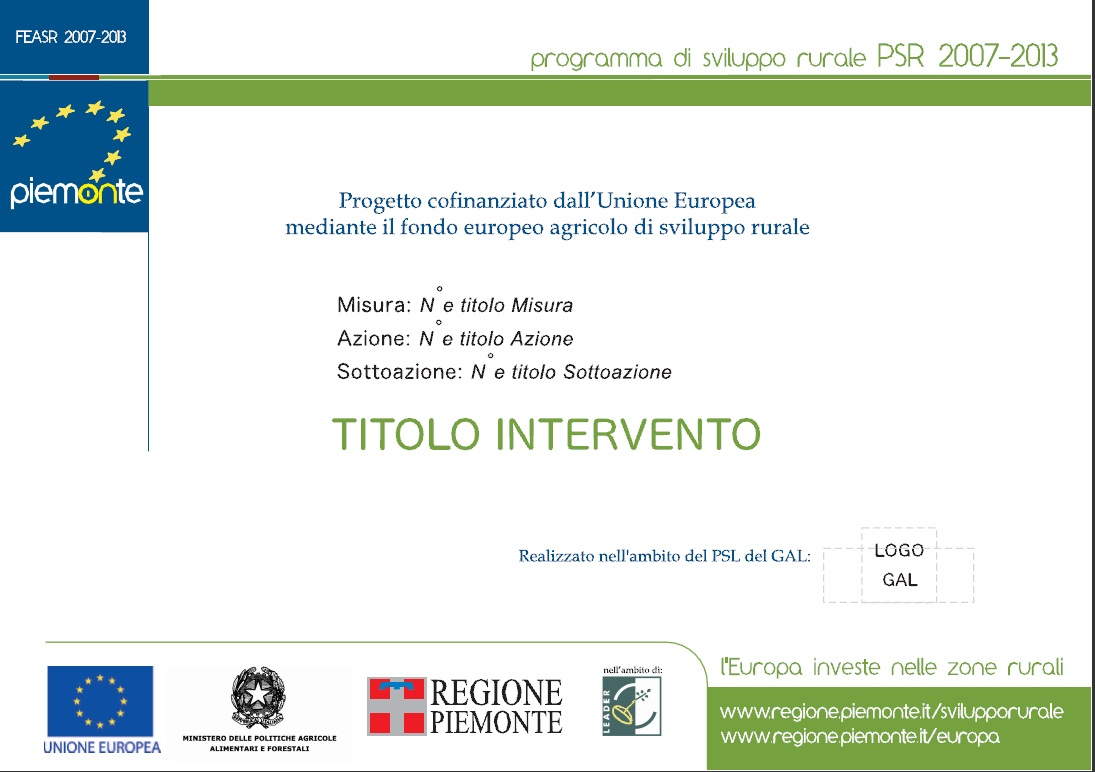 FEASR 2007-2013
programma di sviluppo rurale PSR 2007-2013
piemonte
Progetto cofinanziato dall'Unione Europea
mediante il fondo europeo agricolo di sviluppo rurale
Misura: N° e titolo Misura
Azione: N° e titolo Azione
Sottoazione: N° e titolo Sottoazione
TITOLO INTERVENTO
Realizzato nell'ambito del PSL del GAL:
LOGO
GAL
UNIONE EUROPEA
MINISTERO DELLE POLITICHE AGRICOLE
ALIMENTARI E FORESTALI
REGIONE
PIEMONTE
nell'ambito di:
LEADER
l'Europa investe nelle zone rurali
www.regione.piemonte.it/svilupporurale
www.regione.piemonte.it/europa